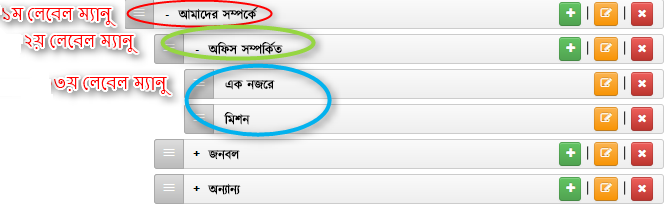 ১ম লেবেল ম্যানু - আমাদের সম্পর্কে
২য় লেবেল ম্যানু - অফিস সম্পর্কিত
৩য় লেবেল ম্যানু এক নজরে
মিশন
+ জনবল
+ অন্যান্য